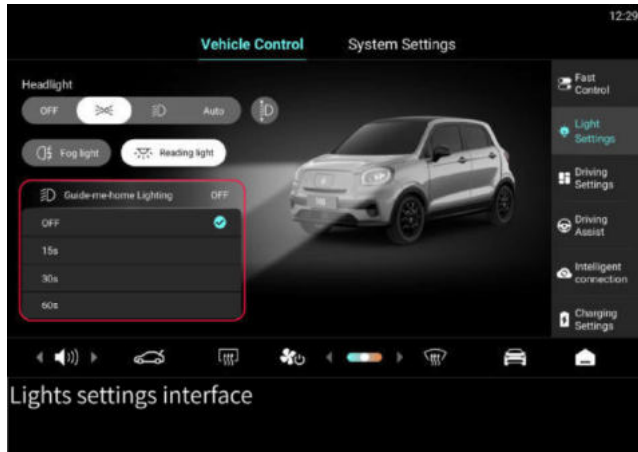 12:29
Vehicle Control System Settings
Headlight
OFF Auto
Fog light Reading light
Guide-me-home Lighting OFF
OFF
15s
30s
60s
Fast
Control
Light
Settings
Driving
Settings
Driving
Assist
Intelligent
connection
Charging
Settings
Lights settings interface